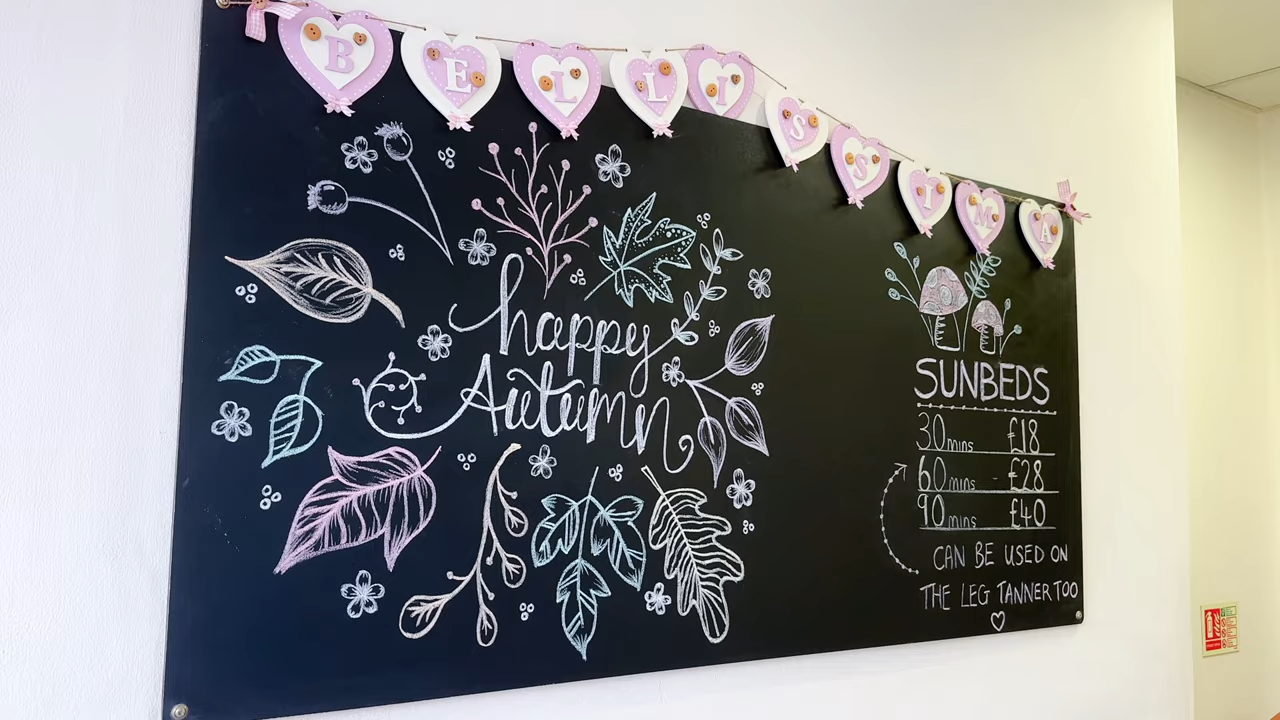 BELLISSIMA
happy
Autumn
SUNBEDS
30mins £18
60mins - £28
90mins £40
CAN BE USED ON
THE LEG TANNER TOO